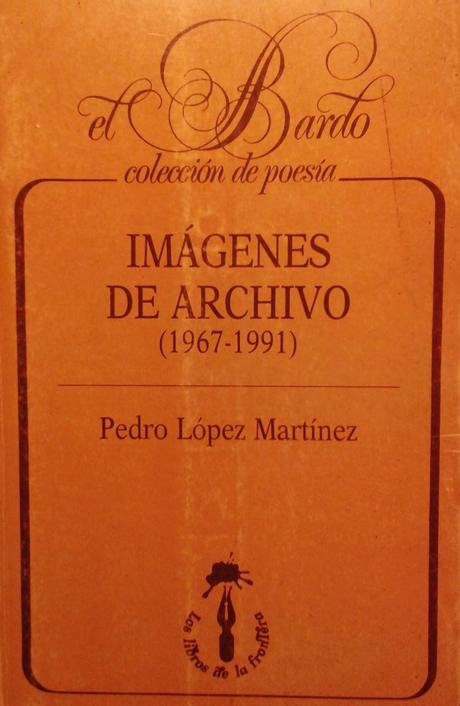 el Bardo
colección de poesía
IMÁGENES
DE ARCHIVO
(1967-1991)
Pedro López Martínez
Los libros de la frontera